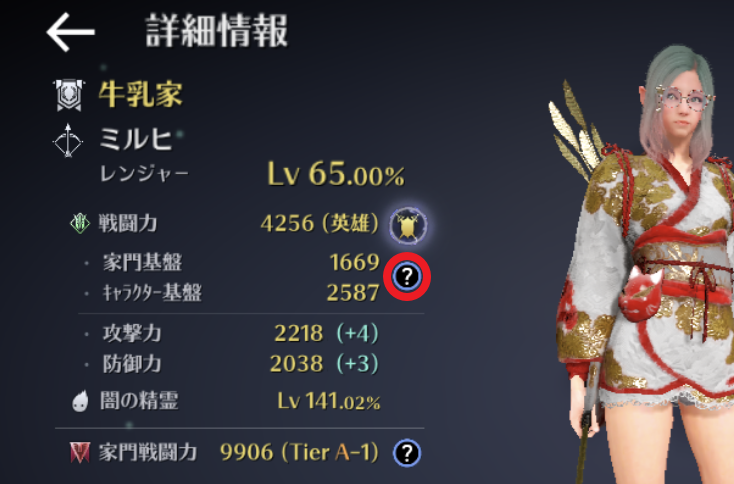 詳細情報
牛乳家
ミルヒ
レンジャー Lv 65.00%
戦闘力 4256 (英雄)
・ 家門基盤 1669 ?
・ キャラクター基盤 2587
・ 攻撃力 2218 (+4)
・ 防御力 2038 (+3)
闇の精霊 Lv 141.02%
家門戦闘力 9906 (Tier A-1) ?